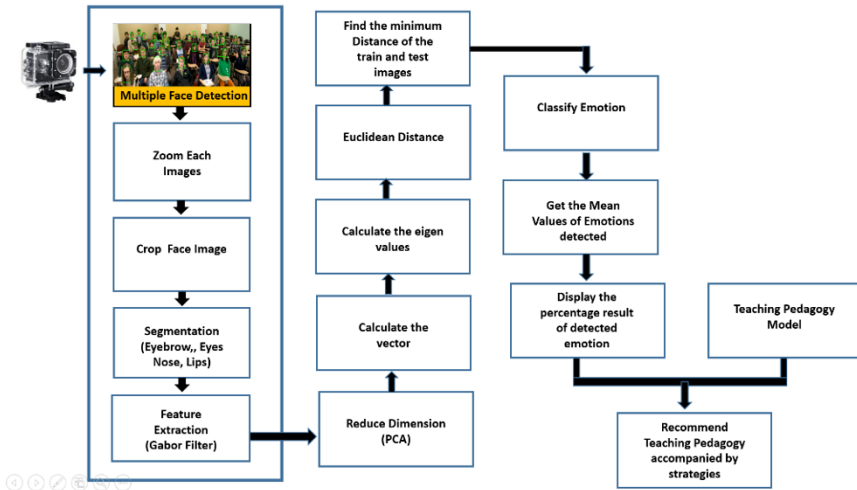 Multiple Face Detection
Zoom Each
Images
Crop Face Image
Segmentation
(Eyebrow,, Eyes
Nose, Lips)
Feature
Extraction
(Gabor Filter)
Reduce Dimension
(PCA)
Calculate the
vector
Calculate the eigen
values
Euclidean Distance
Find the minimum
Distance of the
train and test
images
Classify Emotion
Get the Mean
Values of Emotions
detected
Display the
percentage result
of detected
emotion
Teaching Pedagogy
Model
Recommend
Teaching Pedagogy
accompanied by
strategies